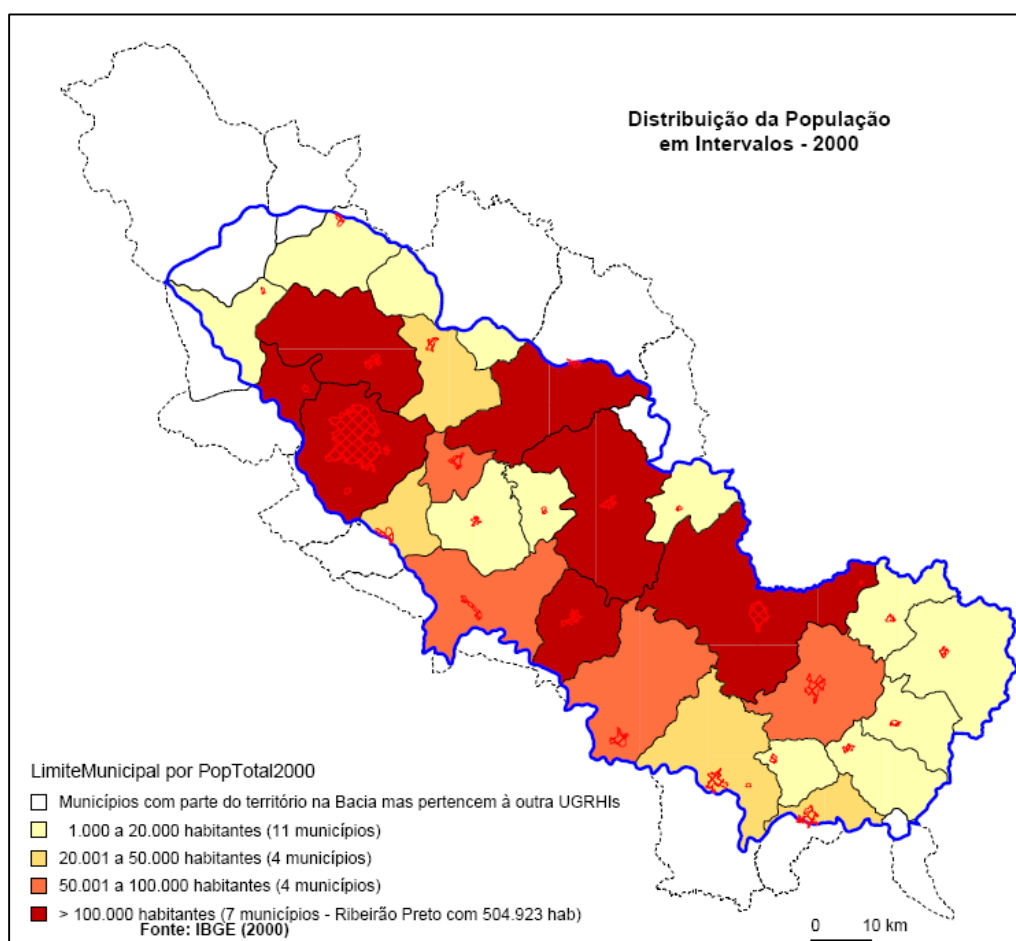 Distribuição da População
em Intervalos - 2000
LimiteMunicipal por PopTotal2000
Municípios com parte do território na Bacia mas pertencem à outra UGRHIs
1.000 a 20.000 habitantes (11 municípios)
20.001 a 50.000 habitantes (4 municípios)
50.001 a 100.000 habitantes (4 municípios)
> 100.000 habitantes (7 municípios - Ribeirão Preto com 504.923 hab)
Fonte: IBGE (2000)
0 10 km